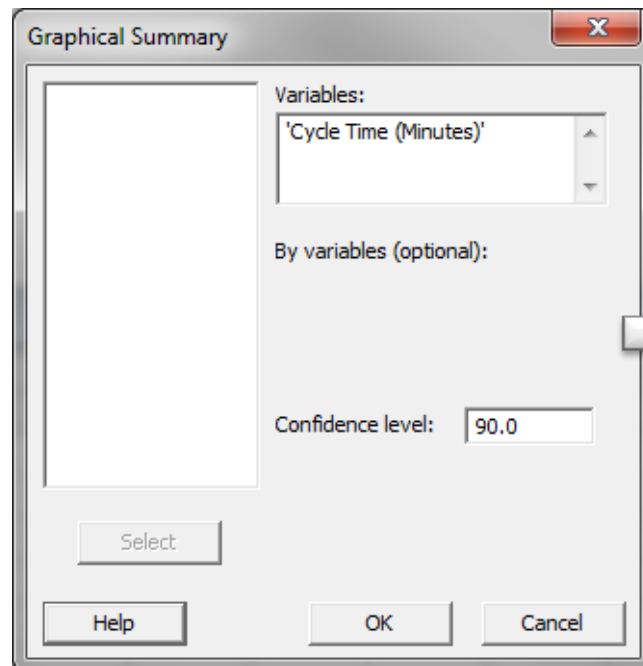 Graphical Summary
Variables:
'Cycle Time (Minutes)'
By variables (optional):
Confidence level: 90.0
Select
Help OK Cancel